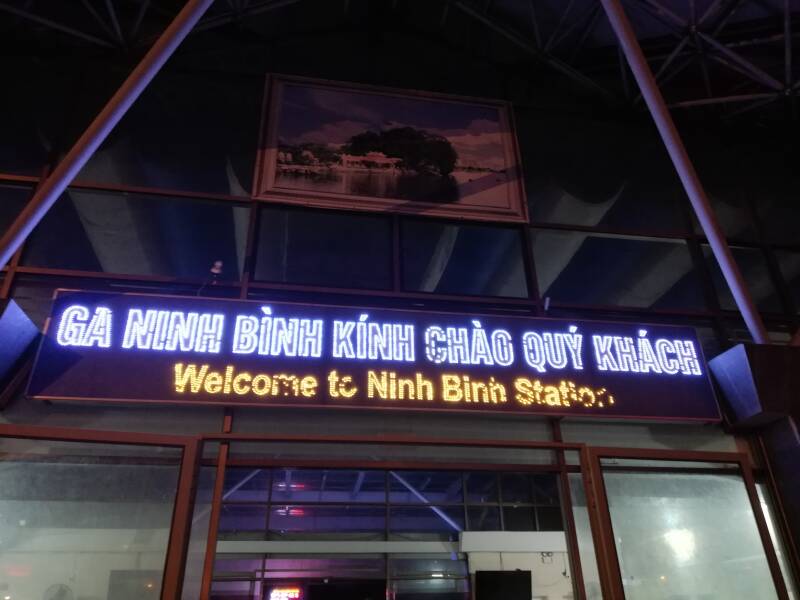 GA NINH BÌNH KÍNH CHÀO QUÝ KHÁCH
Welcome to Ninh Binh Station